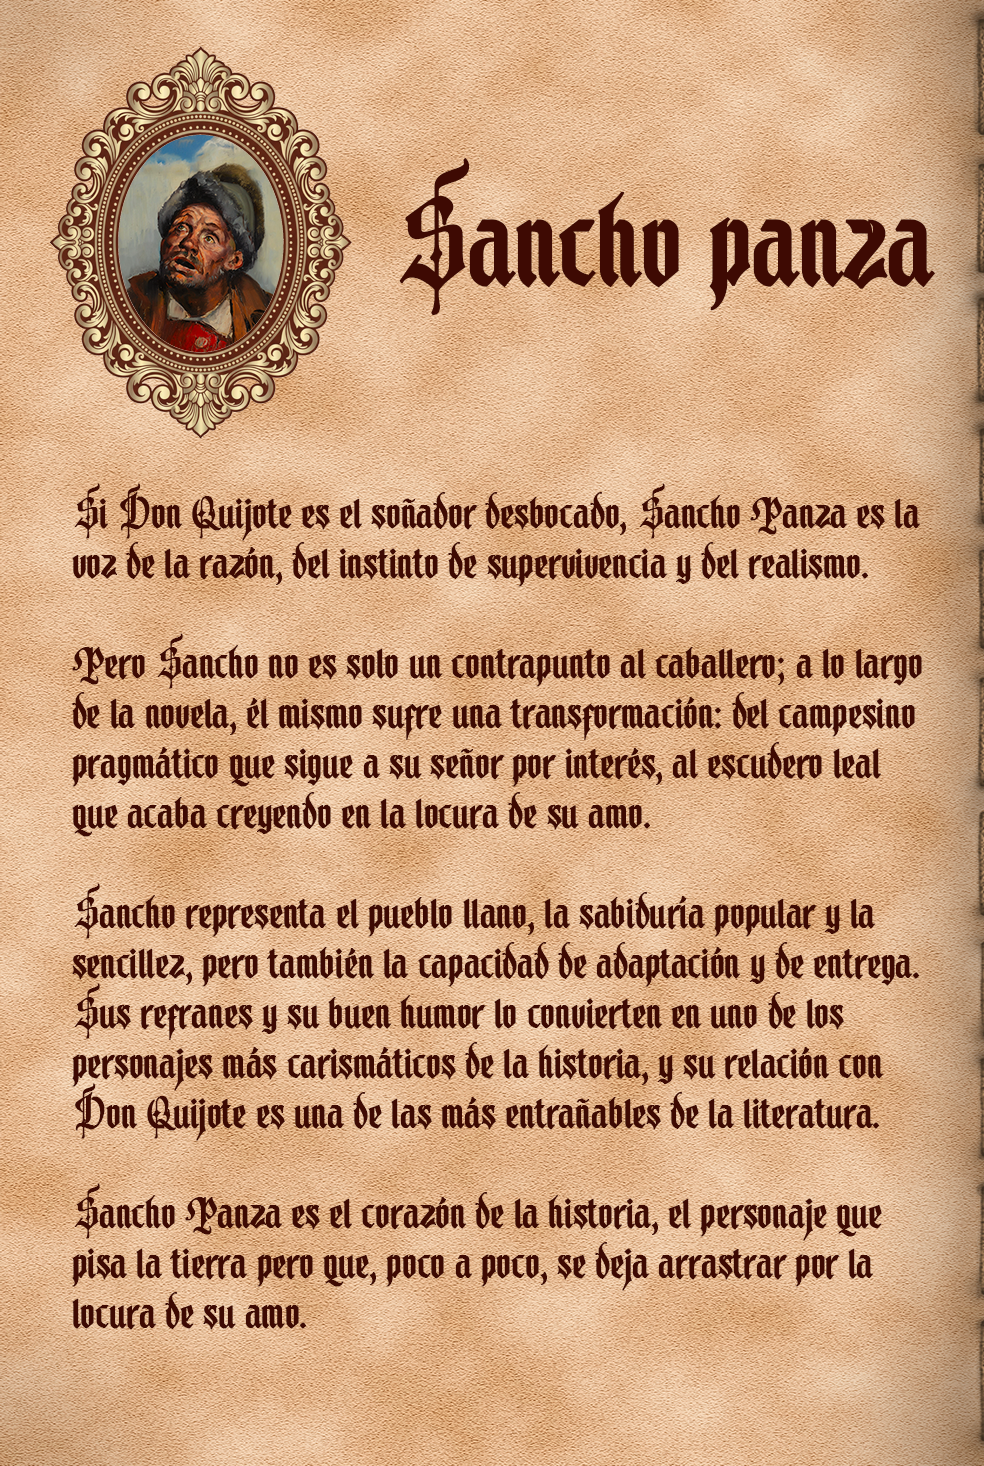 Sancho panza
Si Don Quijote es el soñador desbocado, Sancho Panza es la
voz de la razón, del instinto de supervivencia y del realismo.
Pero Sancho no es solo un contrapunto al caballero; a lo largo
de la novela, él mismo sufre una transformación: del campesino
pragmático que sigue a su señor por interés, al escudero leal
que acaba creyendo en la locura de su amo.
Sancho representa el pueblo llano, la sabiduría popular y la
sencillez, pero también la capacidad de adaptación y de entrega.
Sus refranes y su buen humor lo convierten en uno de los
personajes más carismáticos de la historia, y su relación con
Don Quijote es una de las más entrañables de la literatura.
Sancho Panza es el corazón de la historia, el personaje que
pisa la tierra pero que, poco a poco, se deja arrastrar por la
locura de su amo.